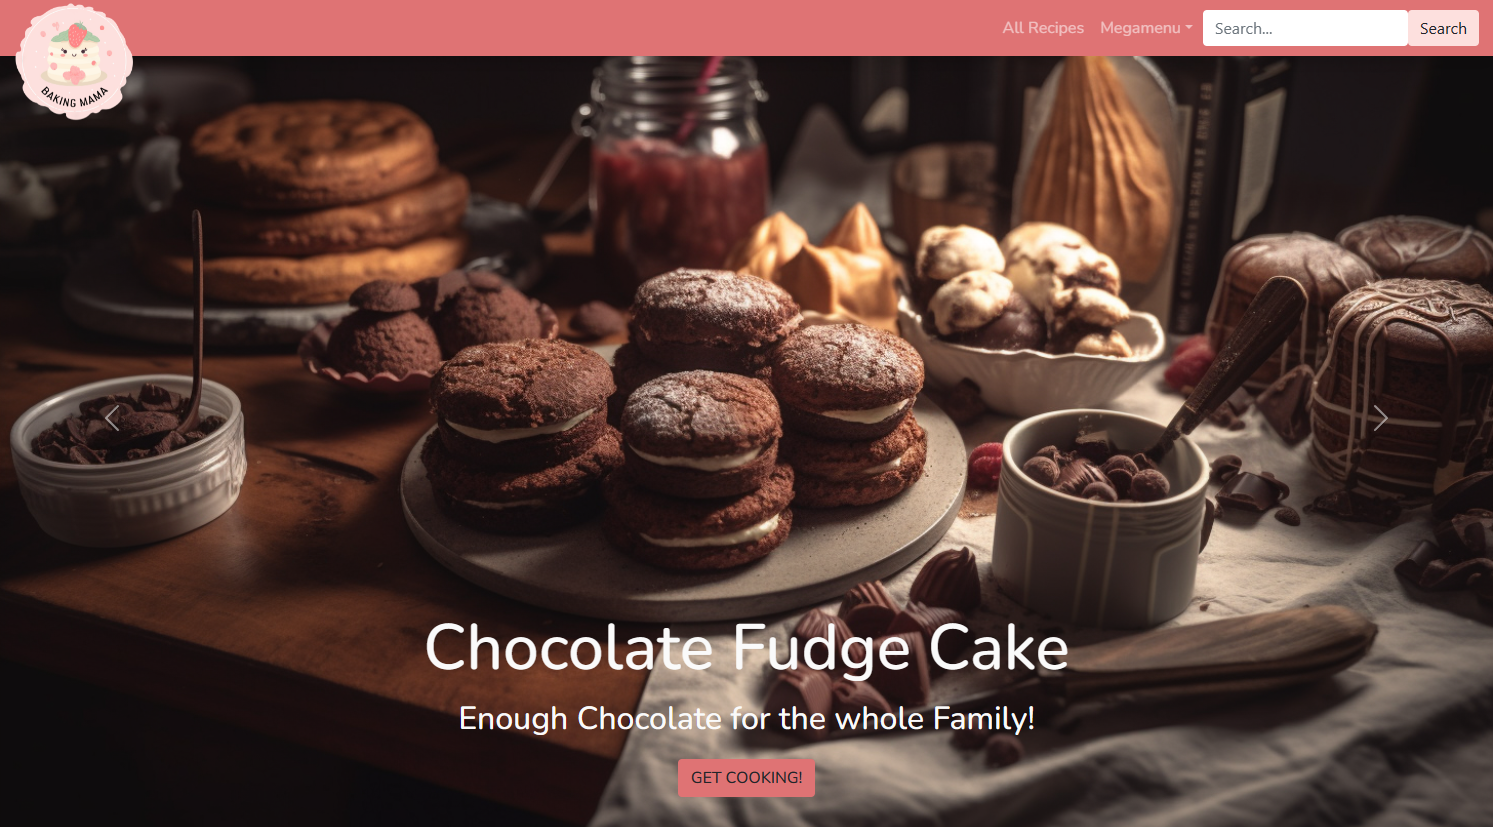 BAKING MAMA
All Recipes
Megamenu
Search...
Search
Chocolate Fudge Cake
Enough Chocolate for the whole Family!
GET COOKING!